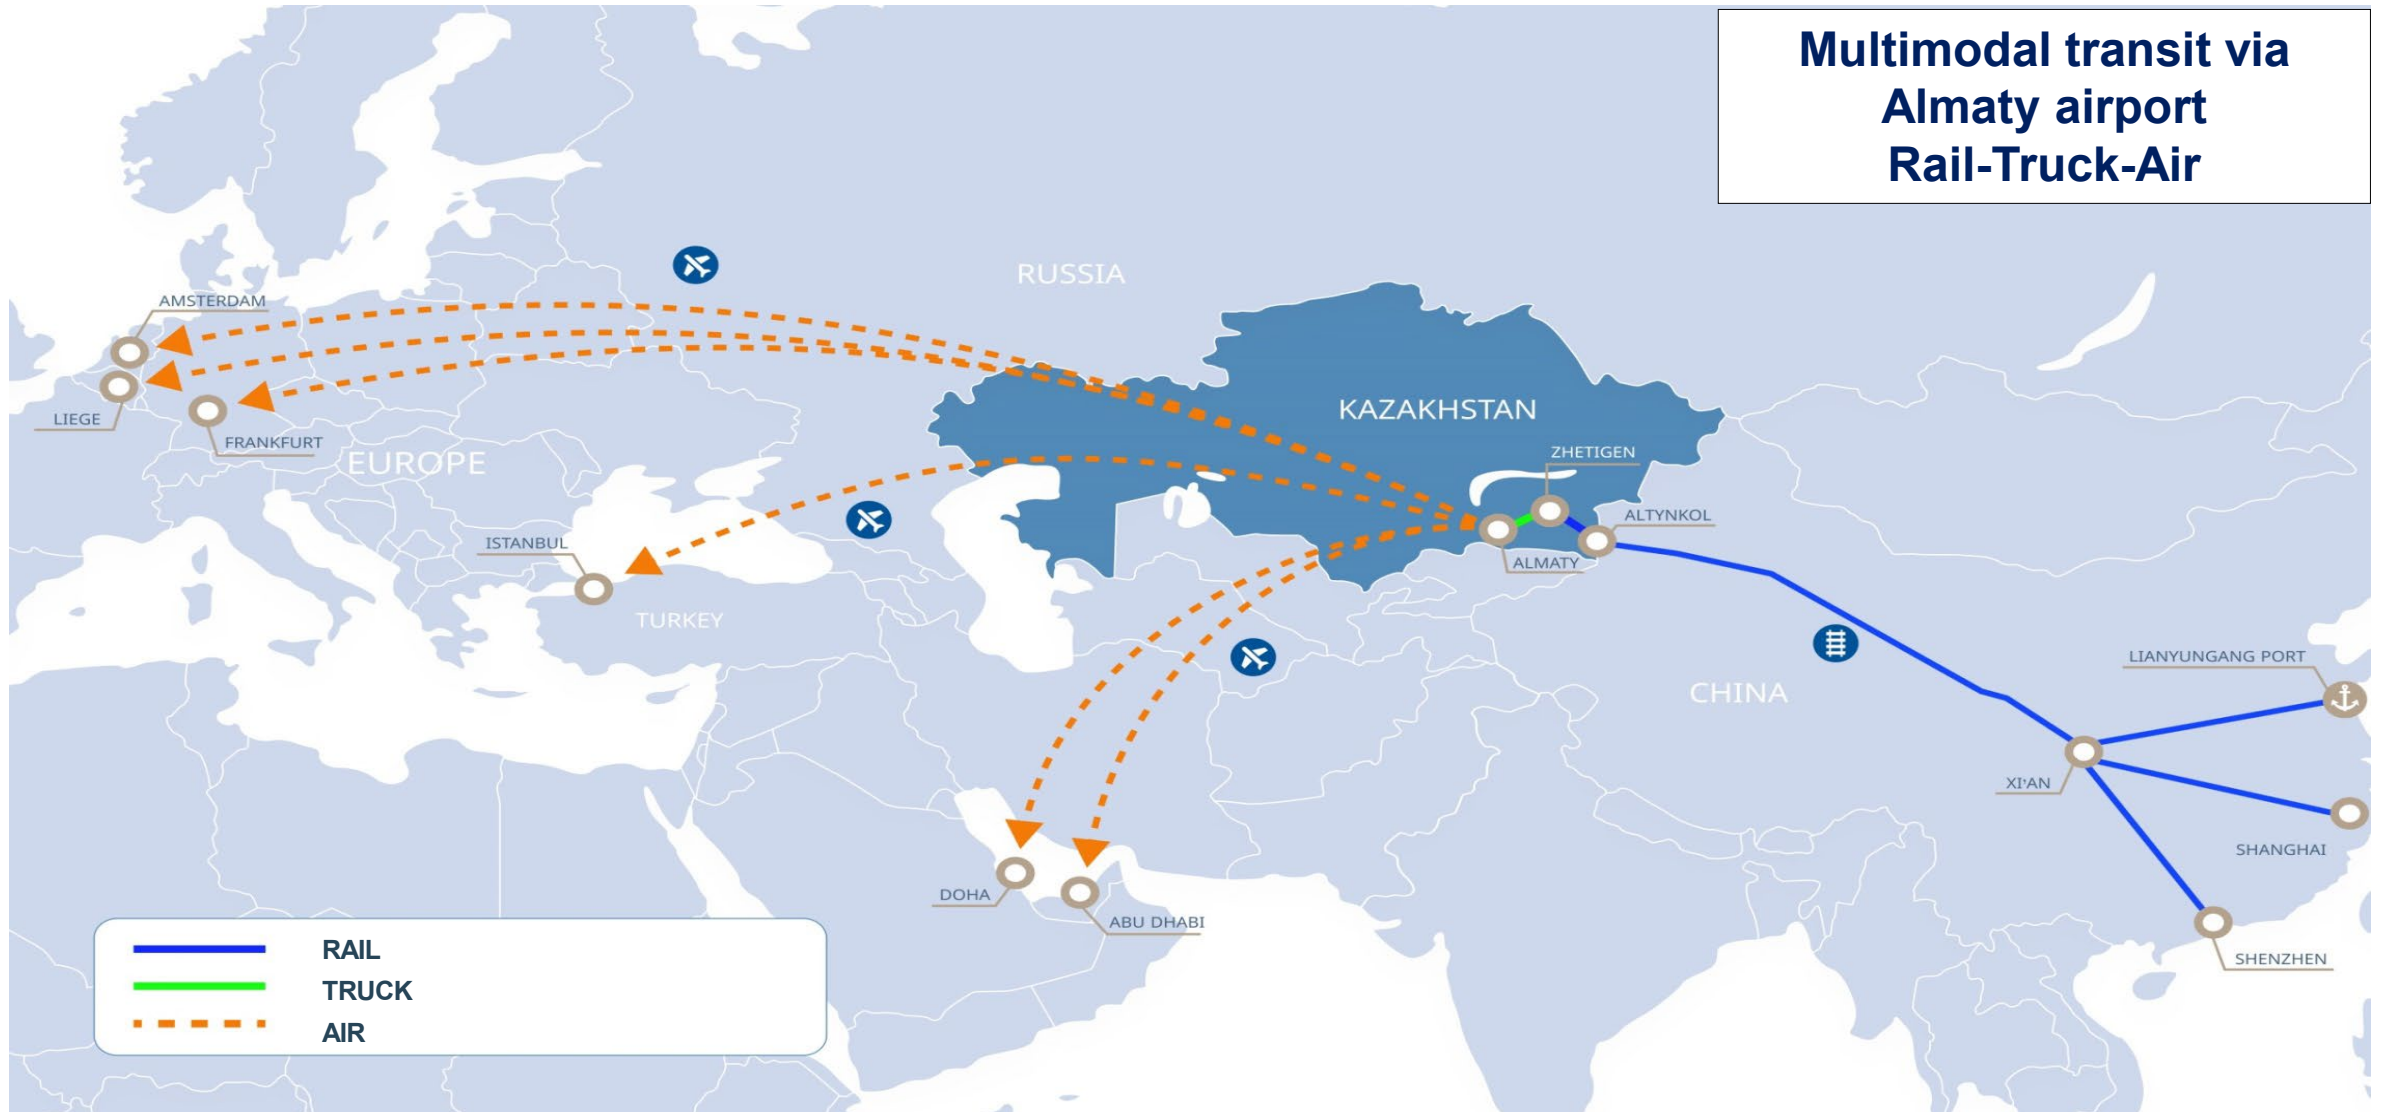 Multimodal transit via
Almaty airport
Rail-Truck-Air
RUSSIA
AMSTERDAM
KAZAKHSTAN
LIEGE
FRANKFURT
EUROPE
ZHETIGEN
ALTYNKOL
ISTANBUL
ALMATY
TURKEY
LIANYUNGANG PORT
CHINA
XI'AN
SHANGHAI
DOHA
ABU DHABI
SHENZHEN
RAIL
TRUCK
AIR